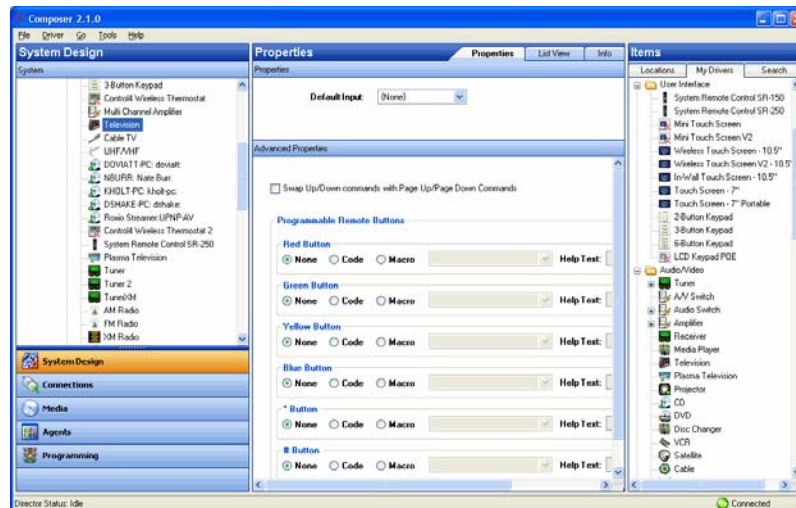 Composer 2.1.0
File Driver Go Tools Help
System Design
System
3-Button Keypad
Control4 Wireless Thermostat
Multi Channel Amplifier
Television
Cable TV
UHF/VHF
DOVIATT-PC: doviatt:
NBURR: Nate Burr:
KHOLT-PC: kholt-pc:
DSHAKE-PC: dshake:
Roxio Streamer:UPNP-AV
Control4 Wireless Thermostat 2
System Remote Control SR-250
Plasma Television
Tuner
Tuner 2
TunerXM
AM Radio
FM Radio
XM Radio
System Design
Connections
Media
Agents
Programming
Properties
Properties List View Info
Properties
Default Input: (None)
Advanced Properties
Swap Up/Down commands with Page Up/Page Down Commands
Programmable Remote Buttons
Red Button
None Code Macro Help Text:
Green Button
None Code Macro Help Text:
Yellow Button
None Code Macro Help Text:
Blue Button
None Code Macro Help Text:
* Button
None Code Macro Help Text:
# Button
None Code Macro Help Text:
Items
Locations My Drivers Search
User Interface
System Remote Control SR-150
System Remote Control SR-250
Mini Touch Screen
Mini Touch Screen V2
Wireless Touch Screen - 10.5"
Wireless Touch Screen V2 - 10.5"
In-Wall Touch Screen - 10.5"
Touch Screen - 7"
Touch Screen - 7" Portable
2-Button Keypad
3-Button Keypad
6-Button Keypad
LCD Keypad POE
Audio/Video
Tuner
A/V Switch
Audio Switch
Amplifier
Receiver
Media Player
Television
Plasma Television
Projector
CD
DVD
Disc Changer
VCR
Satellite
Cable
Director Status: Idle
Connected